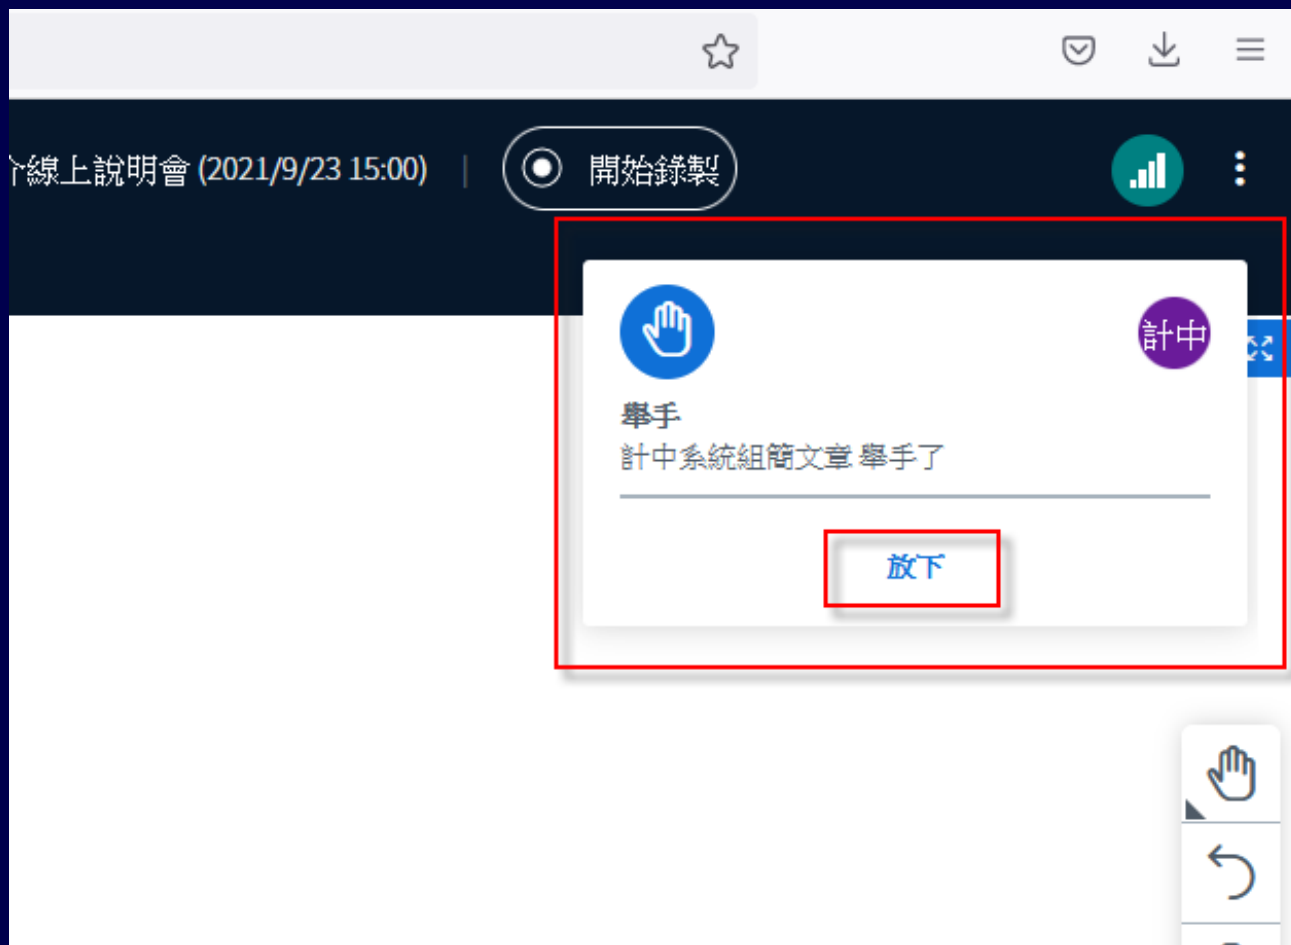 介線上說明會 (2021/9/23 15:00) | 開始錄製
計中
舉手
計中系統組簡文章 舉手了
放下